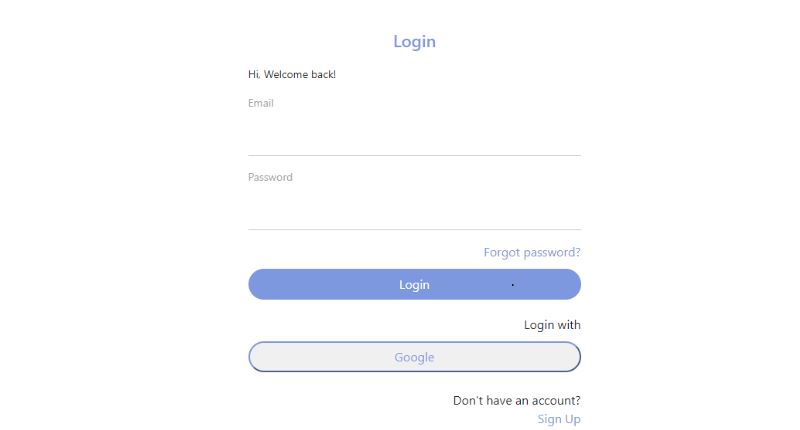 Login
Hi, Welcome back!
Email
Password
Forgot password?
Login
Login with
Google
Don't have an account?
Sign Up